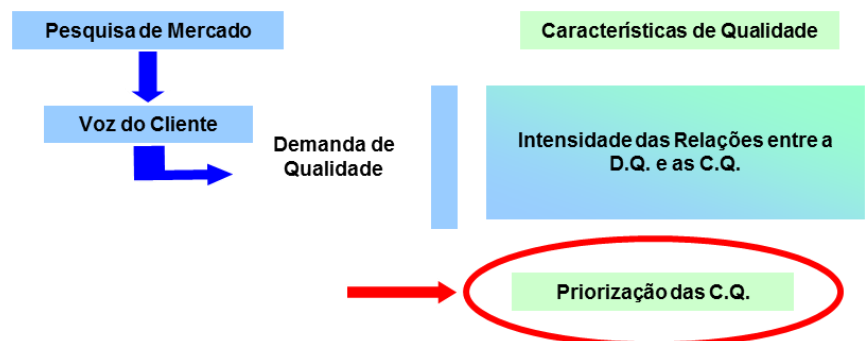 Pesquisa de Mercado
Características de Qualidade
Voz do Cliente
Demanda de
Qualidade
Intensidade das Relações entre a
D.Q. e as C.Q.
Priorização das C.Q.